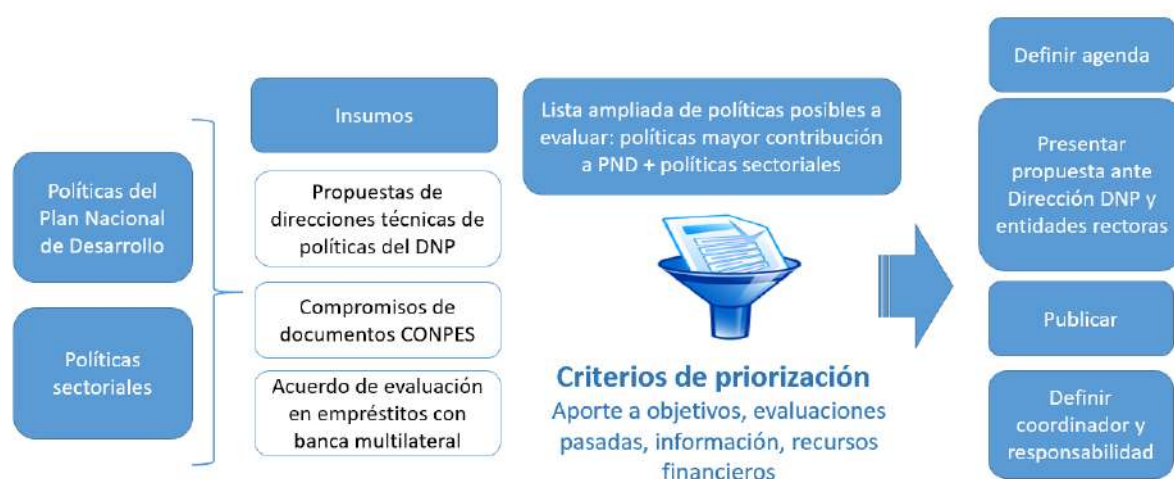 Políticas del
Plan Nacional
de Desarrollo
Políticas
sectoriales
Insumos
Propuestas de
direcciones técnicas de
políticas del DNP
Compromisos de
documentos CONPES
Acuerdo de evaluación
en empréstitos con
banca multilateral
Lista ampliada de políticas posibles a
evaluar: políticas mayor contribución
a PND + políticas sectoriales
Criterios de priorización
Aporte a objetivos, evaluaciones
pasadas, información, recursos
financieros
Definir agenda
Presentar
propuesta ante
Dirección DNP y
entidades rectoras
Publicar
Definir
coordinador y
responsabilidad